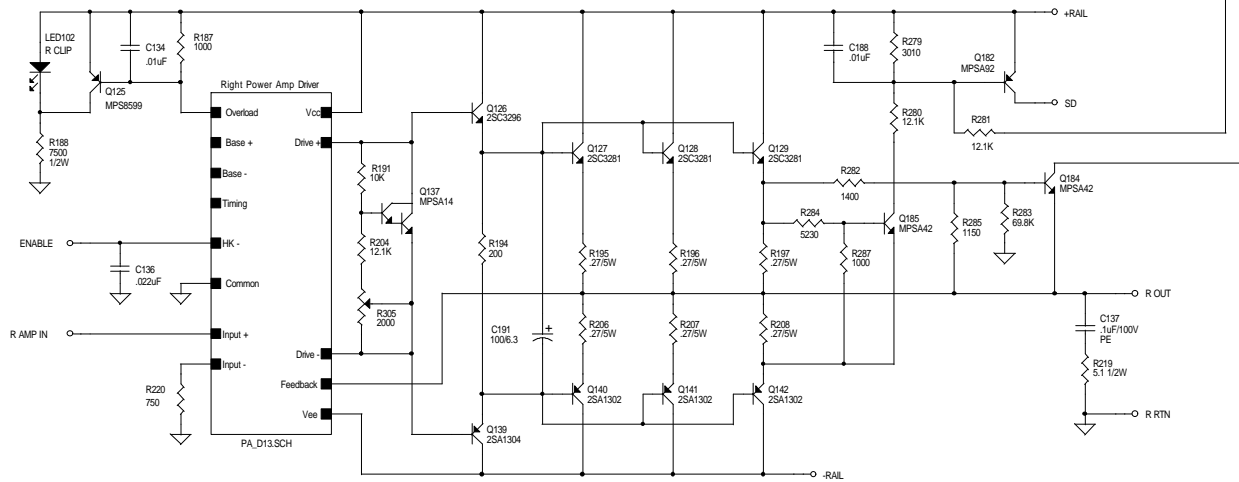 +RAIL
LED102
R CLIP
C134
.01uF
R187
1000
Q125
MPS8599
R188
7500
1/2W
Right Power Amp Driver
Overload
Vcc
Base +
Drive +
Base -
Timing
HK -
Common
Input +
Input -
Drive -
Feedback
Vee
PA_D13.SCH
ENABLE
C136
.022uF
R AMP IN
R220
750
R191
10K
Q137
MPSA14
R204
12.1K
R305
2000
Q126
2SC3296
R194
200
Q139
2SA1304
C191
100/6.3
+
Q127
2SC3281
Q128
2SC3281
Q129
2SC3281
R195
.27/5W
R196
.27/5W
R197
.27/5W
R206
.27/5W
R207
.27/5W
R208
.27/5W
Q140
2SA1302
Q141
2SA1302
Q142
2SA1302
C188
.01uF
R279
3010
Q182
MPSA92
SD
R280
12.1K
R281
12.1K
R282
1400
R284
5230
Q185
MPSA42
R287
1000
R285
1150
R283
69.8K
Q184
MPSA42
R OUT
C137
.1uF/100V
PE
R219
5.1 1/2W
R RTN
-RAIL